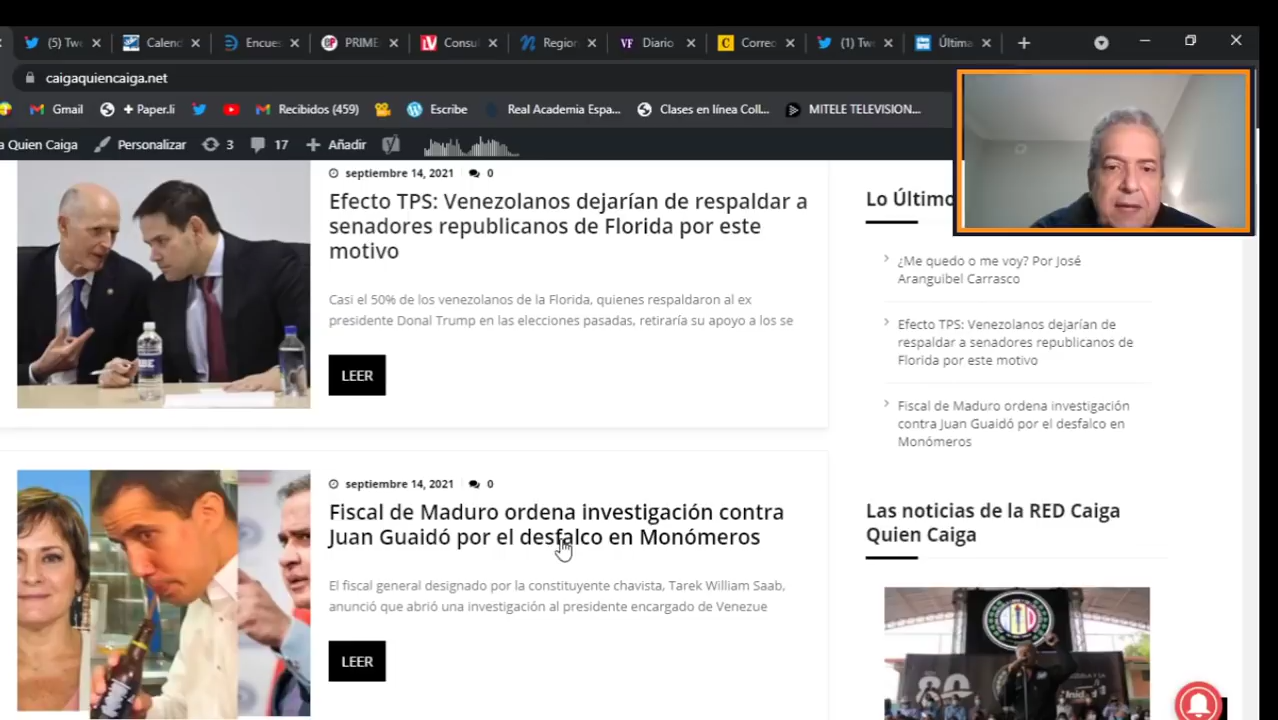 (5) Twe
Calend
Encues
PRIME
Consul
Region
Diario
Correo
(1) Twe
Última
caigaquiencaiga.net
Gmail
+ Paper.li
Recibidos (459)
Escribe
Real Academia Espa...
Clases en línea Coll...
MITELE TELEVISION...
a Quien Caiga
Personalizar
3
17
Añadir
septiembre 14, 2021 0
Efecto TPS: Venezolanos dejarían de respaldar a
senadores republicanos de Florida por este
motivo
Casi el 50% de los venezolanos de la Florida, quienes respaldaron al ex
presidente Donal Trump en las elecciones pasadas, retiraría su apoyo a los se
LEER
septiembre 14, 2021 0
Fiscal de Maduro ordena investigación contra
Juan Guaidó por el desfalco en Monómeros
El fiscal general designado por la constituyente chavista, Tarek William Saab,
anunció que abrió una investigación al presidente encargado de Venezue
LEER
Lo Último
¿Me quedo o me voy? Por José
Aranguibel Carrasco
Efecto TPS: Venezolanos dejarían de
respaldar a senadores republicanos de
Florida por este motivo
Fiscal de Maduro ordena investigación
contra Juan Guaidó por el desfalco en
Monómeros
Las noticias de la RED Caiga
Quien Caiga